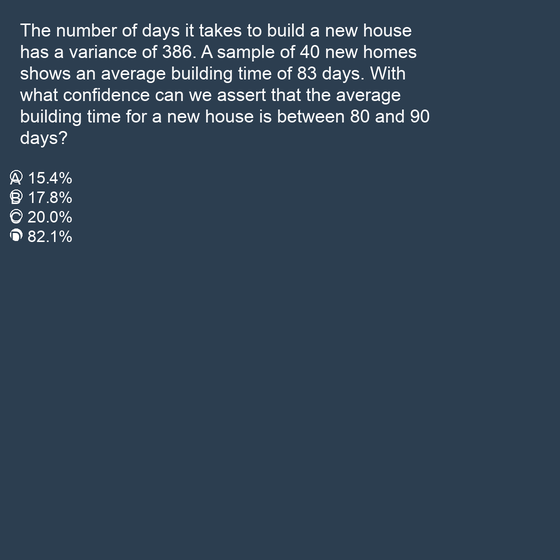 The number of days it takes to build a new house
has a variance of 386. A sample of 40 new homes
shows an average building time of 83 days. With
what confidence can we assert that the average
building time for a new house is between 80 and 90
days?
A 15.4%
B 17.8%
C 20.0%
D 82.1%